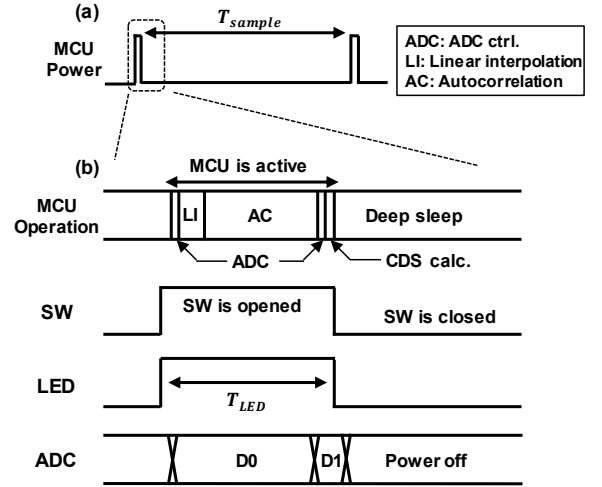 (a)
T_sample
MCU
Power
ADC: ADC ctrl.
LI: Linear interpolation
AC: Autocorrelation
(b)
MCU is active
MCU
Operation
LI
AC
Deep sleep
ADC
CDS calc.
SW
SW is opened
SW is closed
LED
T_LED
ADC
D0
D1
Power off